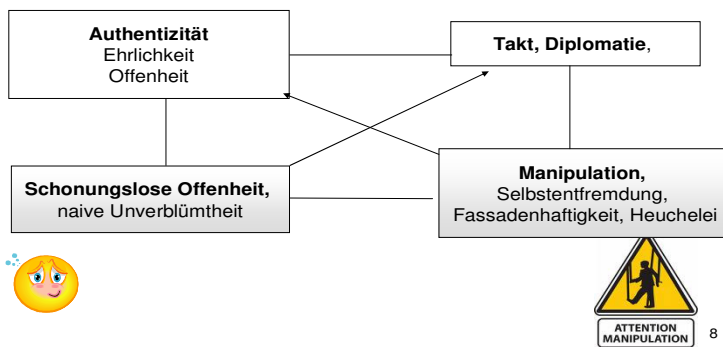 Authentizität
Ehrlichkeit
Offenheit
Takt, Diplomatie,
Schonungslose Offenheit,
naive Unverblümtheit
Manipulation,
Selbstentfremdung,
Fassadenhaftigkeit, Heuchelei
ATTENTION
MANIPULATION
8